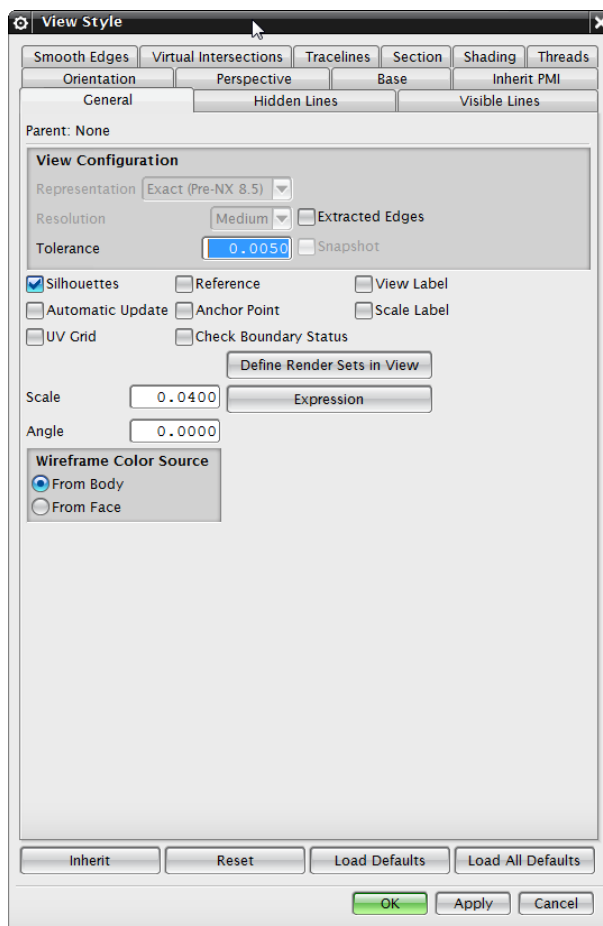 View Style
Smooth Edges Virtual Intersections Tracelines Section Shading Threads
Orientation Perspective Base Inherit PMI
General Hidden Lines Visible Lines
Parent: None
View Configuration
Representation Exact (Pre-NX 8.5)
Resolution Medium Extracted Edges
Tolerance 0.0050 Snapshot
Silhouettes Reference View Label
Automatic Update Anchor Point Scale Label
UV Grid Check Boundary Status
Define Render Sets in View
Scale 0.0400 Expression
Angle 0.0000
Wireframe Color Source
From Body
From Face
Inherit Reset Load Defaults Load All Defaults
OK Apply Cancel